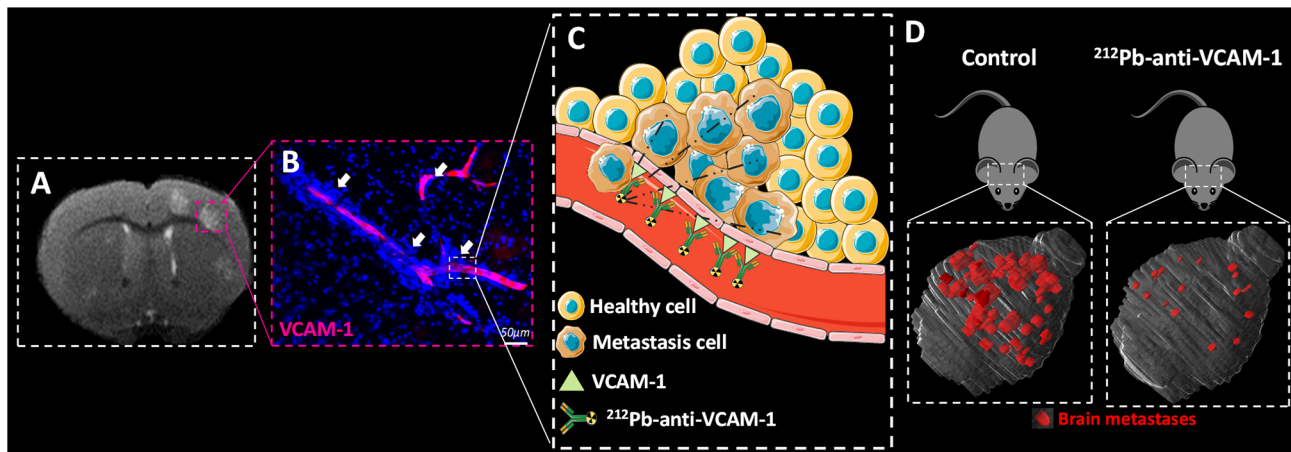 A
B
VCAM-1
50µm
C
Healthy cell
Metastasis cell
VCAM-1
²¹²Pb-anti-VCAM-1
D
Control
²¹²Pb-anti-VCAM-1
Brain metastases